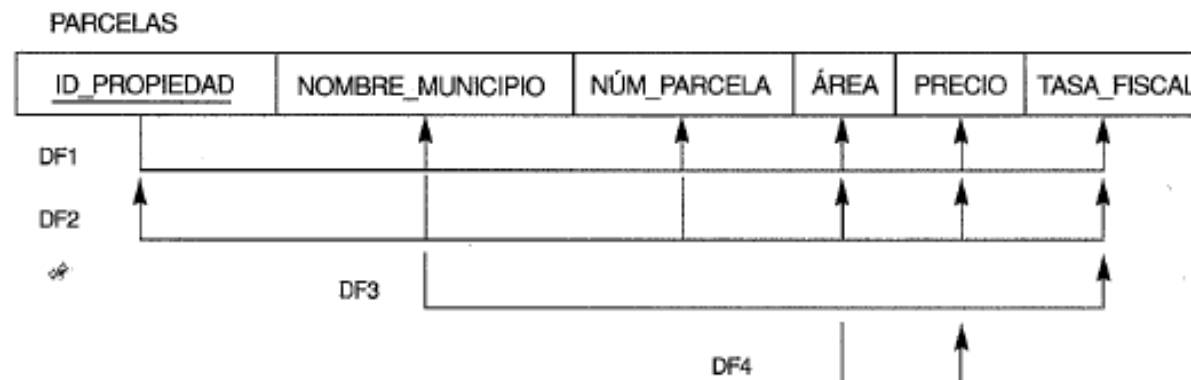 PARCELAS
ID_PROPIEDAD NOMBRE_MUNICIPIO NÚM_PARCELA ÁREA PRECIO TASA_FISCAL
DF1
DF2
DF3
DF4